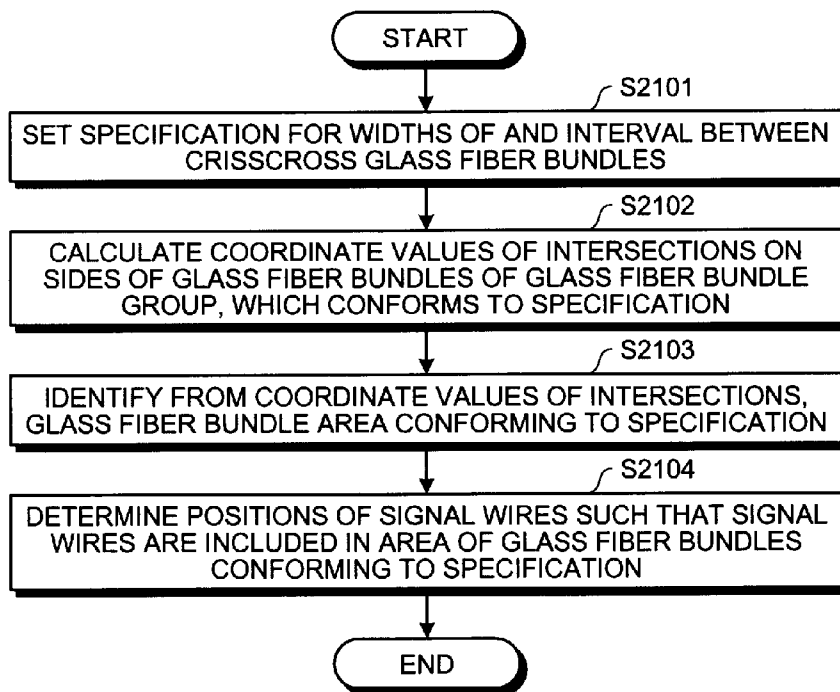 START
S2101
SET SPECIFICATION FOR WIDTHS OF AND INTERVAL BETWEEN
CRISSCROSS GLASS FIBER BUNDLES
S2102
CALCULATE COORDINATE VALUES OF INTERSECTIONS ON
SIDES OF GLASS FIBER BUNDLES OF GLASS FIBER BUNDLE
GROUP, WHICH CONFORMS TO SPECIFICATION
S2103
IDENTIFY FROM COORDINATE VALUES OF INTERSECTIONS,
GLASS FIBER BUNDLE AREA CONFORMING TO SPECIFICATION
S2104
DETERMINE POSITIONS OF SIGNAL WIRES SUCH THAT SIGNAL
WIRES ARE INCLUDED IN AREA OF GLASS FIBER BUNDLES
CONFORMING TO SPECIFICATION
END